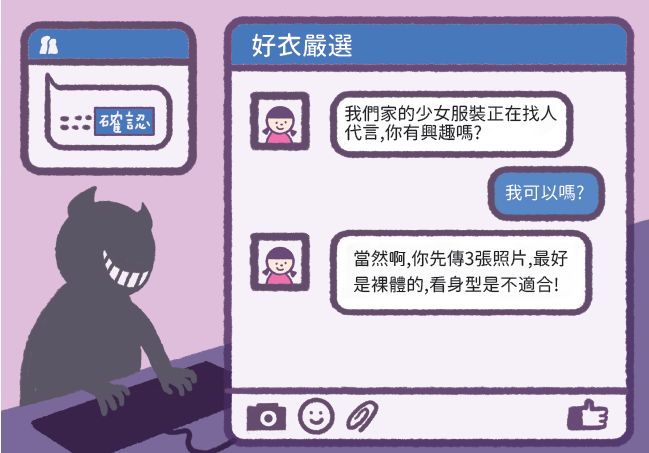 好衣嚴選
確認
我們家的少女服裝正在找人
代言,你有興趣嗎?
我可以嗎?
當然啊,你先傳3張照片,最好
是裸體的,看身型是不適合!